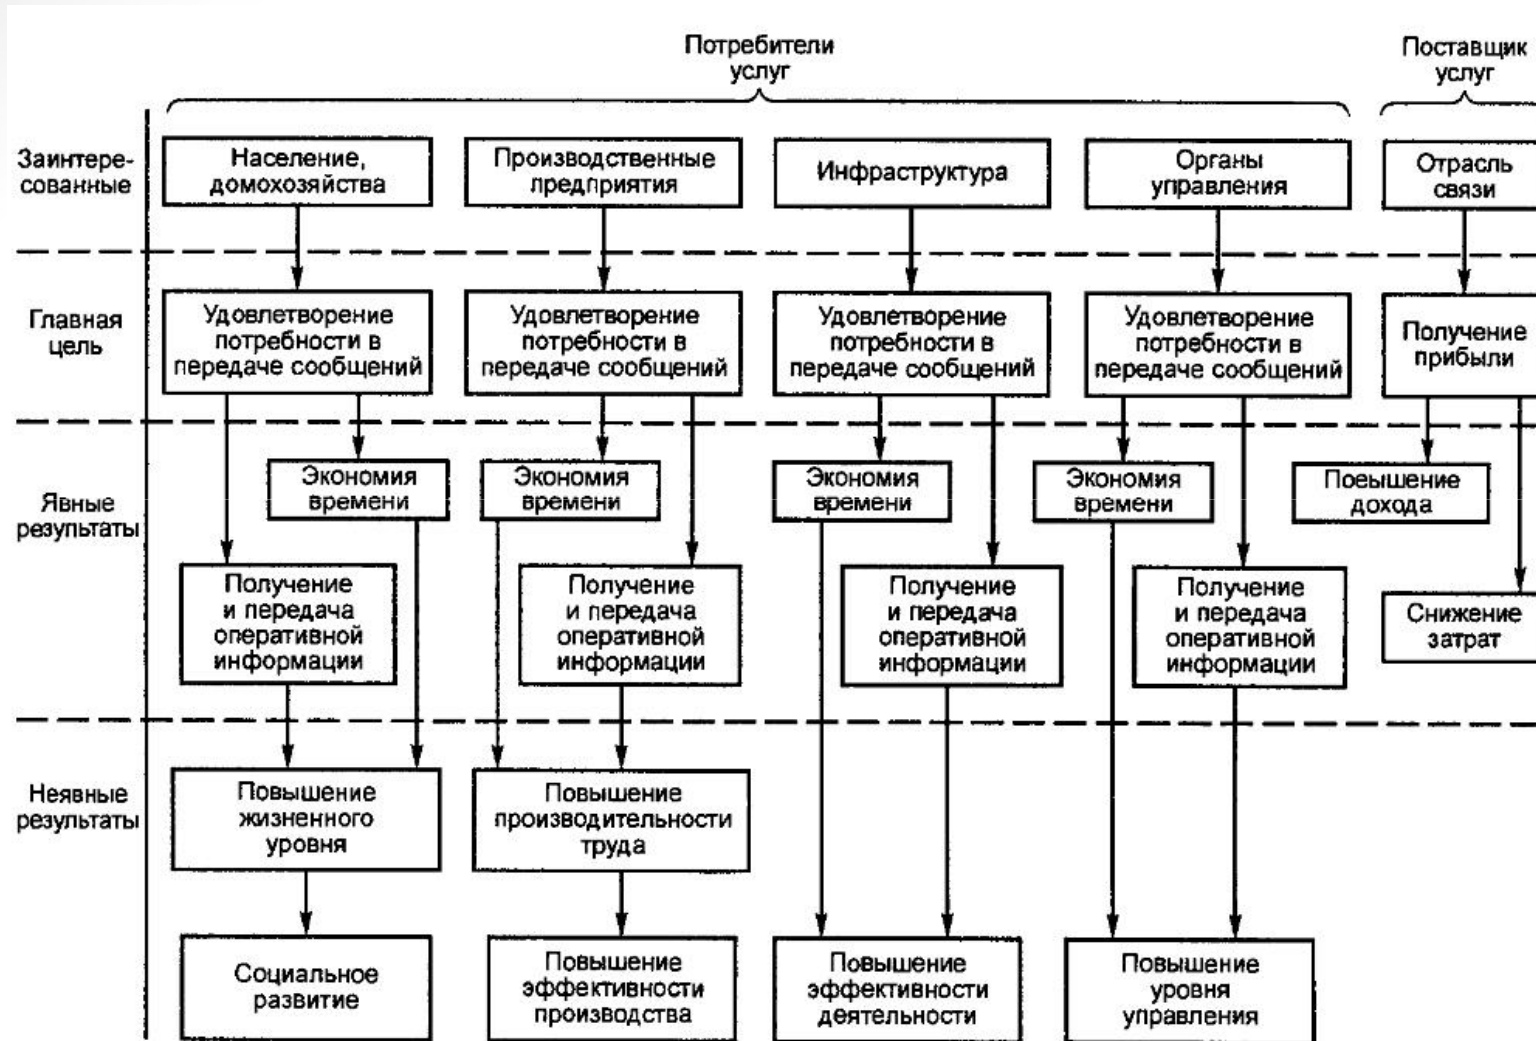 Потребители
услуг
Поставщик
услуг
Заинтере-
сованные
Население,
домохозяйства
Производственные
предприятия
Инфраструктура
Органы
управления
Отрасль
связи
Главная
цель
Удовлетворение
потребности в
передаче сообщений
Удовлетворение
потребности в
передаче сообщений
Удовлетворение
потребности в
передаче сообщений
Удовлетворение
потребности в
передаче сообщений
Получение
прибыли
Явные
результаты
Экономия
времени
Экономия
времени
Экономия
времени
Экономия
времени
Повышение
дохода
Получение
и передача
оперативной
информации
Получение
и передача
оперативной
информации
Получение
и передача
оперативной
информации
Получение
и передача
оперативной
информации
Снижение
затрат
Неявные
результаты
Повышение
жизненного
уровня
Повышение
производительности
труда
Социальное
развитие
Повышение
эффективности
производства
Повышение
эффективности
деятельности
Повышение
уровня
управления